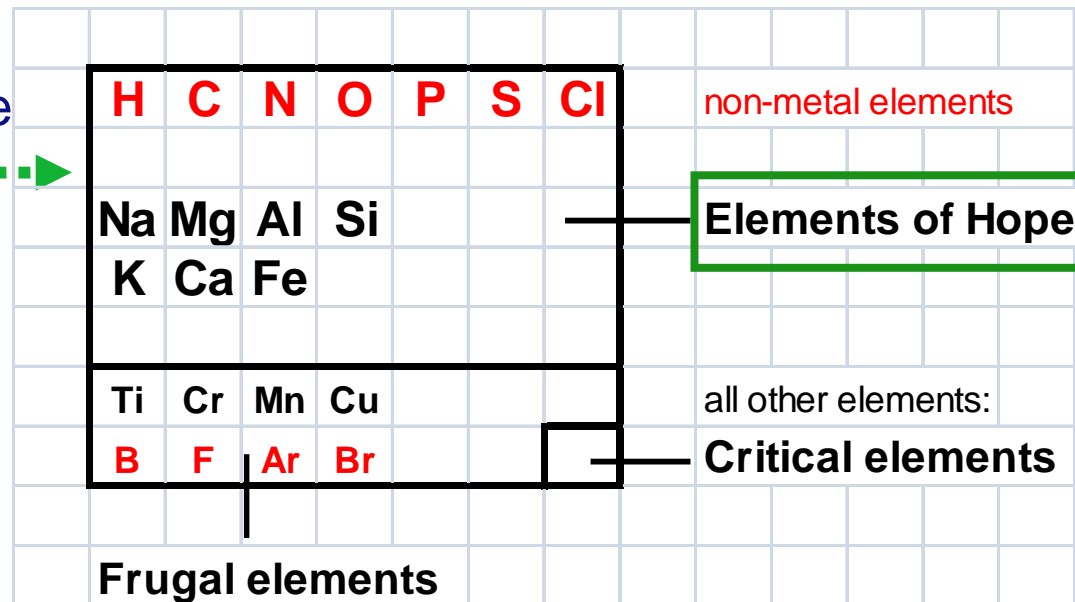 H C N O P S Cl non-metal elements
Na Mg Al Si Elements of Hope
K Ca Fe
Ti Cr Mn Cu all other elements:
B F Ar Br Critical elements
Frugal elements